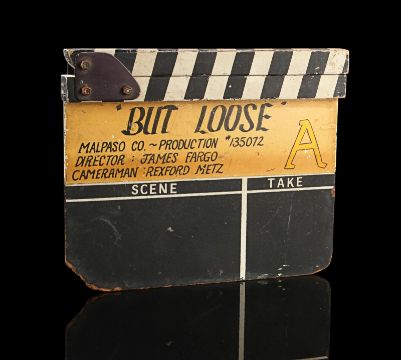 "BUT LOOSE"
MALPASO CO. ~ PRODUCTION #135072
DIRECTOR : JAMES FARGO
CAMERAMAN : REXFORD METZ
A
SCENE TAKE